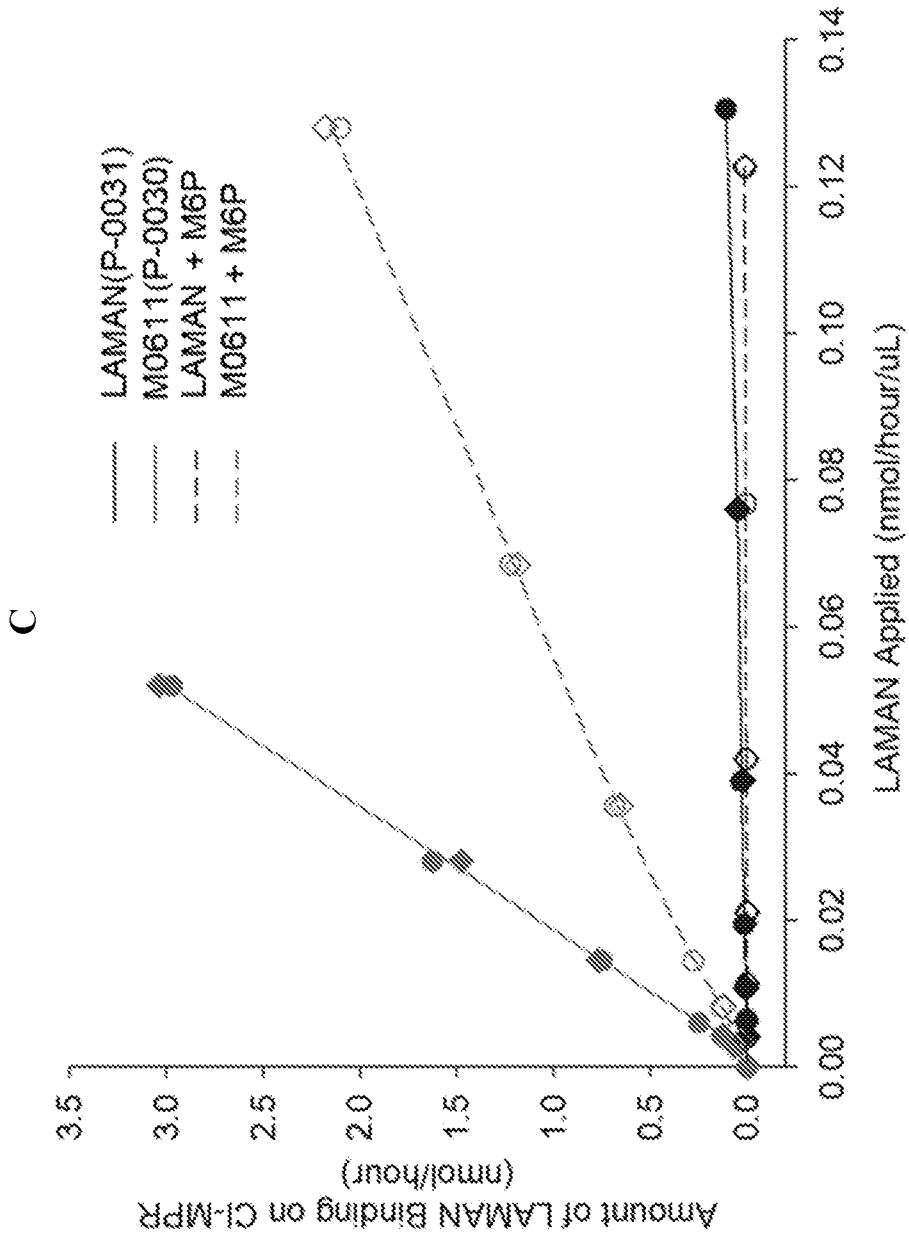 C
LAMAN(P-0031)
M0611(P-0030)
LAMAN + M6P
M0611 + M6P
3.5
3.0
2.5
2.0
1.5
1.0
0.5
0.0
Amount of LAMAN Binding on CI-MPR
(nmol/hour)
0.00
0.02
0.04
0.06
0.08
0.10
0.12
0.14
LAMAN Applied (nmol/hour/uL)